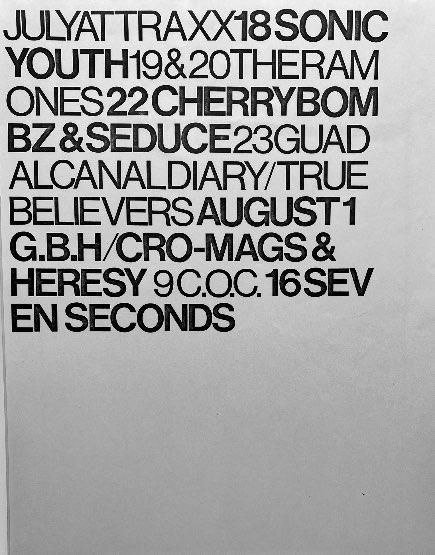 JULYATTRAXX18SONIC
YOUTH19&20THERAM
ONES22CHERRYBOM
BZ&SEDUCE23GUAD
ALCANALDIARY/TRUE
BELIEVERSAUGUST1
G.B.H/CRO-MAGS&
HERESY 9C.O.C.16SEV
EN SECONDS